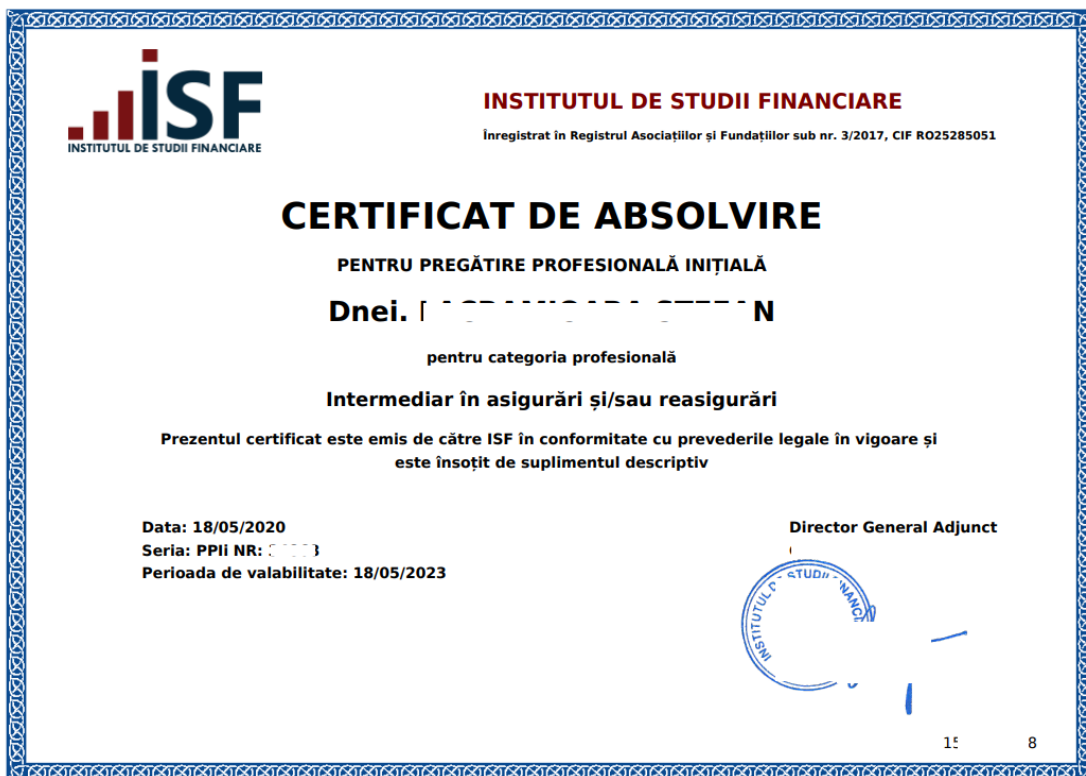 iSF
INSTITUTUL DE STUDII FINANCIARE
INSTITUTUL DE STUDII FINANCIARE
Înregistrat în Registrul Asociațiilor și Fundațiilor sub nr. 3/2017, CIF RO25285051
CERTIFICAT DE ABSOLVIRE
PENTRU PREGĂTIRE PROFESIONALĂ INIȚIALĂ
Dnei.
pentru categoria profesională
Intermediar în asigurări și/sau reasigurări
Prezentul certificat este emis de către ISF în conformitate cu prevederile legale în vigoare și
este însoțit de suplimentul descriptiv
Data: 18/05/2020
Seria: PPIi NR:
Perioada de valabilitate: 18/05/2023
Director General Adjunct
INSTITUTUL